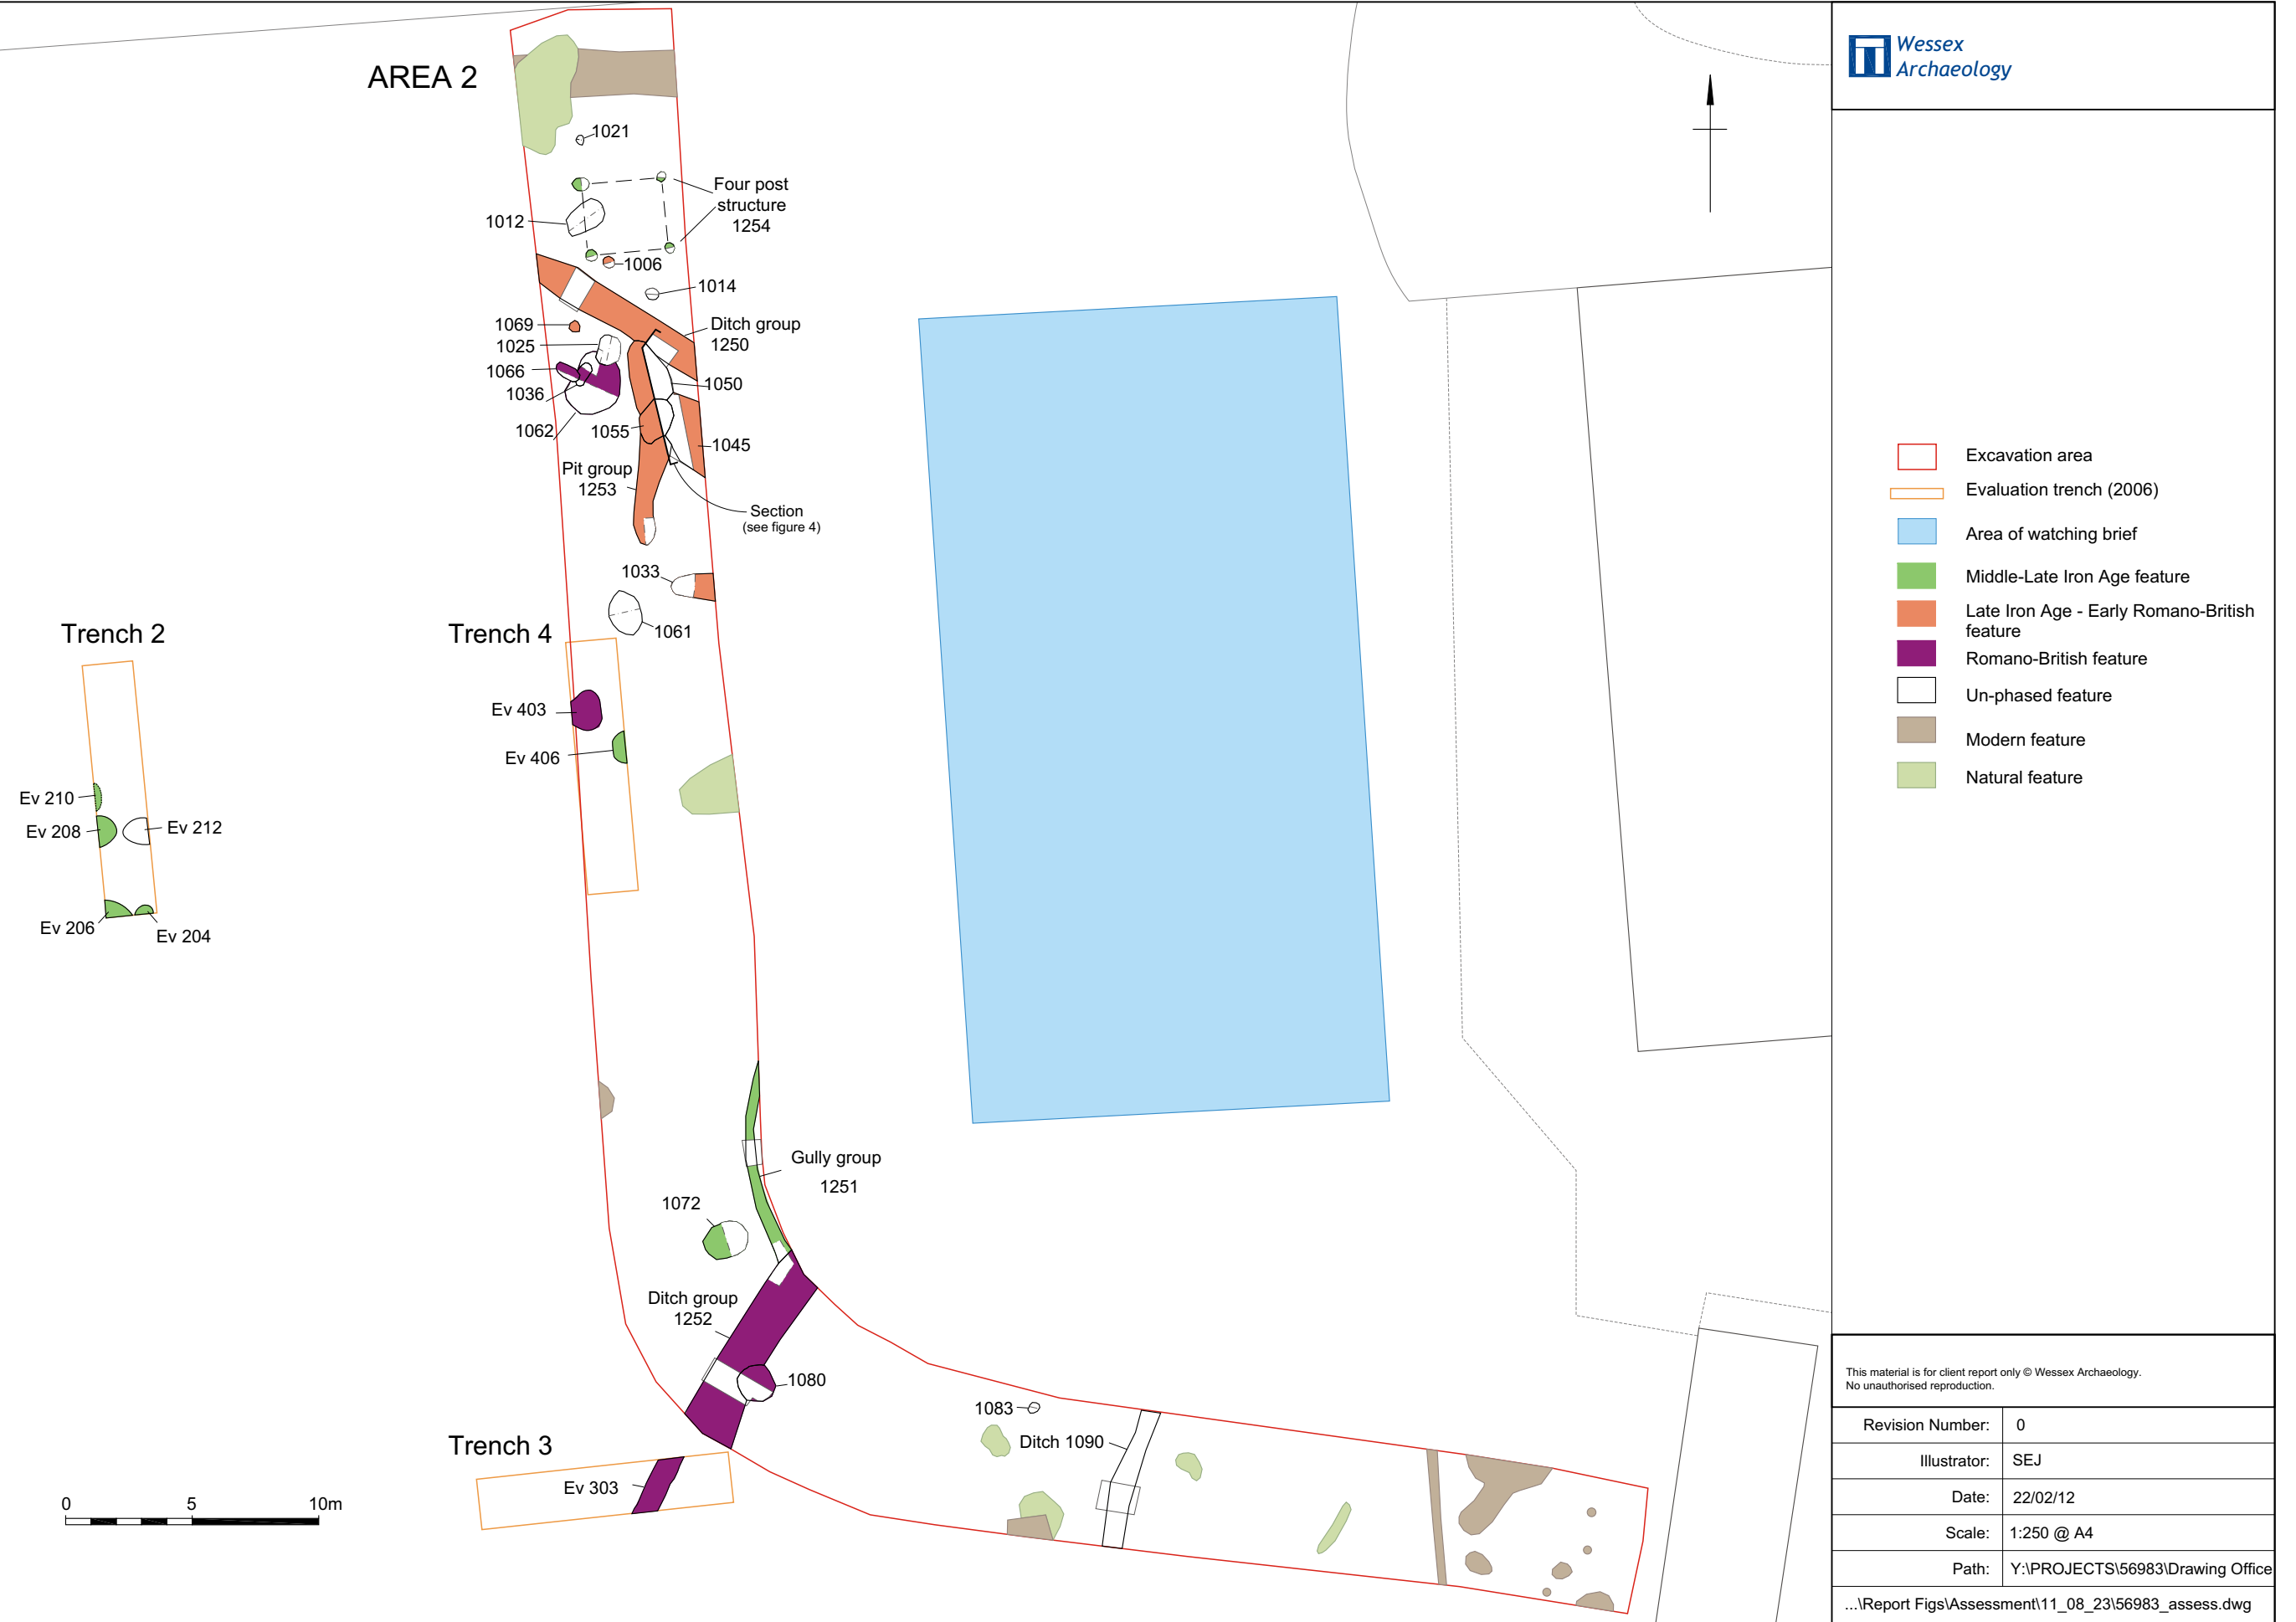 AREA 2
1021
Four post
structure
1254
1012
1006
1014
1069
Ditch group
1250
1025
1066
1050
1036
1062
1055
1045
Pit group
1253
Section
(see figure 4)
1033
1061
Trench 2
Trench 4
Ev 403
Ev 406
Ev 210
Ev 208
Ev 212
Ev 206
Ev 204
Gully group
1251
1072
Ditch group
1252
1080
1083
Ditch 1090
Trench 3
Ev 303
0 5 10m
Wessex
Archaeology
Excavation area
Evaluation trench (2006)
Area of watching brief
Middle-Late Iron Age feature
Late Iron Age - Early Romano-British
feature
Romano-British feature
Un-phased feature
Modern feature
Natural feature
This material is for client report only © Wessex Archaeology.
No unauthorised reproduction.
Revision Number: 0
Illustrator: SEJ
Date: 22/02/12
Scale: 1:250 @ A4
Path: Y:\PROJECTS\56983\Drawing Office
...\Report Figs\Assessment\11_08_23\56983_assess.dwg